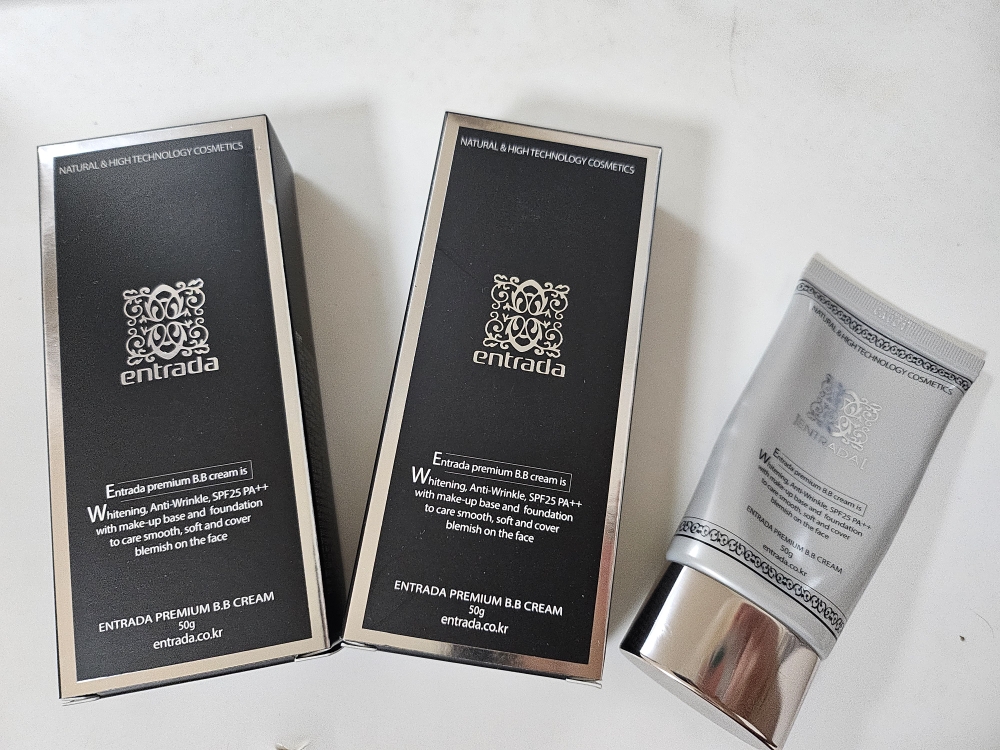 NATURAL & HIGH TECHNOLOGY COSMETICS
entrada
Entrada premium B.B cream is
Whitening, Anti-Wrinkle, SPF25 PA++
with make-up base and foundation
to care smooth, soft and cover
blemish on the face
ENTRADA PREMIUM B.B CREAM
50g
entrada.co.kr
NATURAL & HIGH TECHNOLOGY COSMETICS
entrada
Entrada premium B.B cream is
Whitening, Anti-Wrinkle, SPF25 PA++
with make-up base and foundation
to care smooth, soft and cover
blemish on the face
ENTRADA PREMIUM B.B CREAM
50g
entrada.co.kr
NATURAL & HIGH TECHNOLOGY COSMETICS
ENTRADA
Entrada premium B.B cream is
Whitening, Anti-Wrinkle, SPF25 PA++
with make-up base and foundation
to care smooth, soft and cover
blemish on the face
ENTRADA PREMIUM B.B CREAM
50g
entrada.co.kr